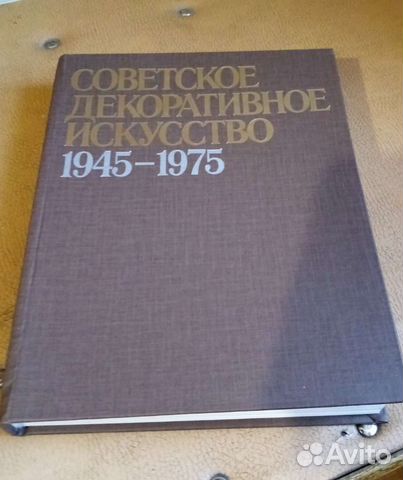 СОВЕТСКОЕ
ДЕКОРАТИВНОЕ
ИСКУССТВО
1945–1975
Avito